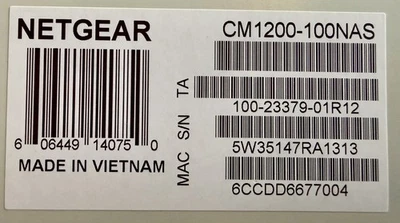 NETGEAR
6 06449 14075 0
MADE IN VIETNAM
CM1200-100NAS
TA
100-23379-01R12
S/N
5W35147RA1313
MAC
6CCDD6677004